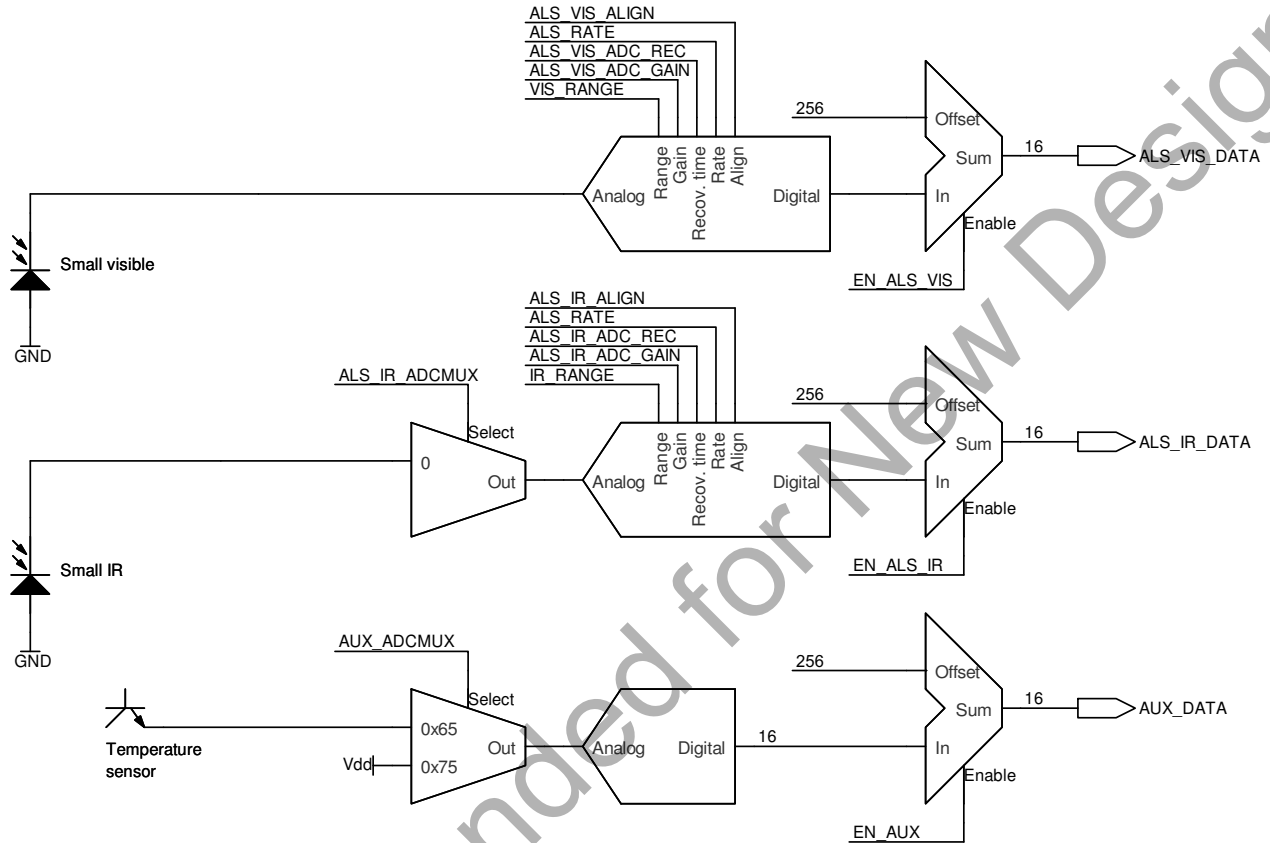 ALS_VIS_ALIGN
ALS_RATE
ALS_VIS_ADC_REC
ALS_VIS_ADC_GAIN
VIS_RANGE
256
Offset
Range
Gain
Recov. time
Rate
Align
Sum
16
ALS_VIS_DATA
Analog
Digital
In
Enable
Small visible
EN_ALS_VIS
GND
ALS_IR_ALIGN
ALS_RATE
ALS_IR_ADC_REC
ALS_IR_ADC_GAIN
IR_RANGE
ALS_IR_ADCMUX
256
Offset
Select
Range
Gain
Recov. time
Rate
Align
Sum
16
ALS_IR_DATA
0
Out
Analog
Digital
In
Enable
Small IR
EN_ALS_IR
GND
AUX_ADCMUX
256
Offset
Select
16
Sum
AUX_DATA
0x65
Out
Analog
Digital
16
In
Temperature
sensor
Vdd
0x75
Enable
EN_AUX
nded for New Design